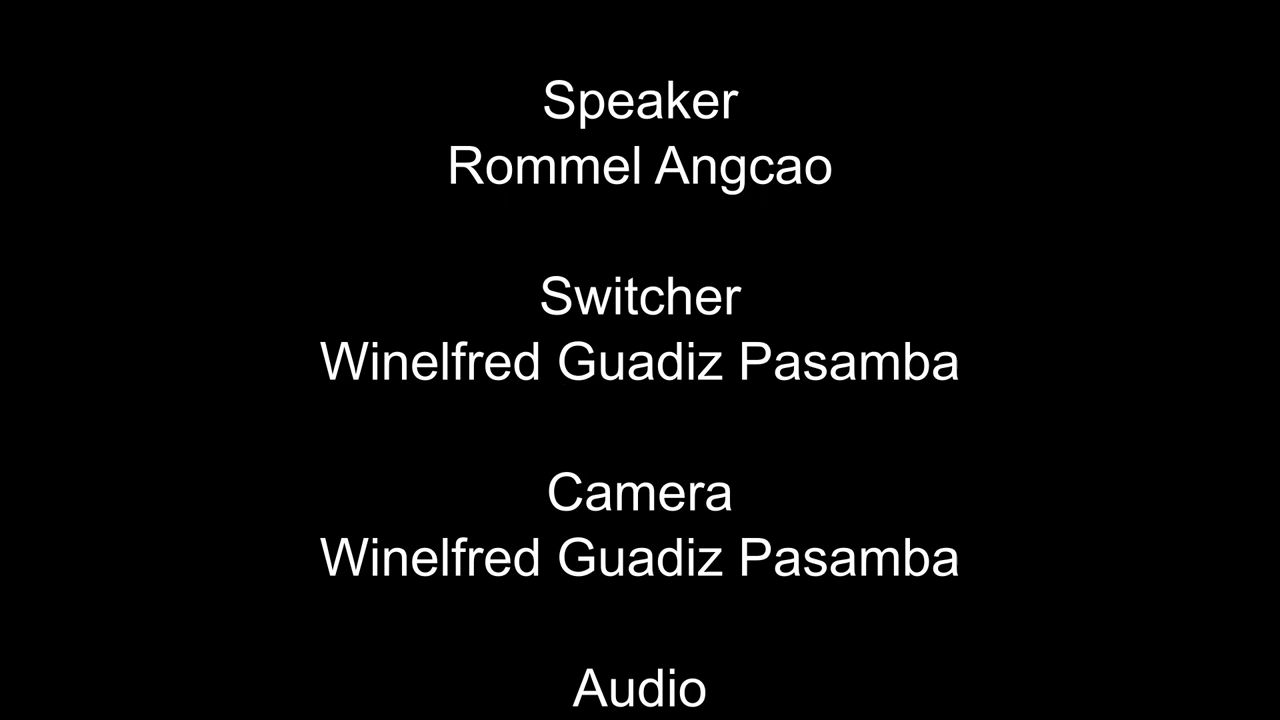 Speaker
Rommel Angcao
Switcher
Winelfred Guadiz Pasamba
Camera
Winelfred Guadiz Pasamba
Audio